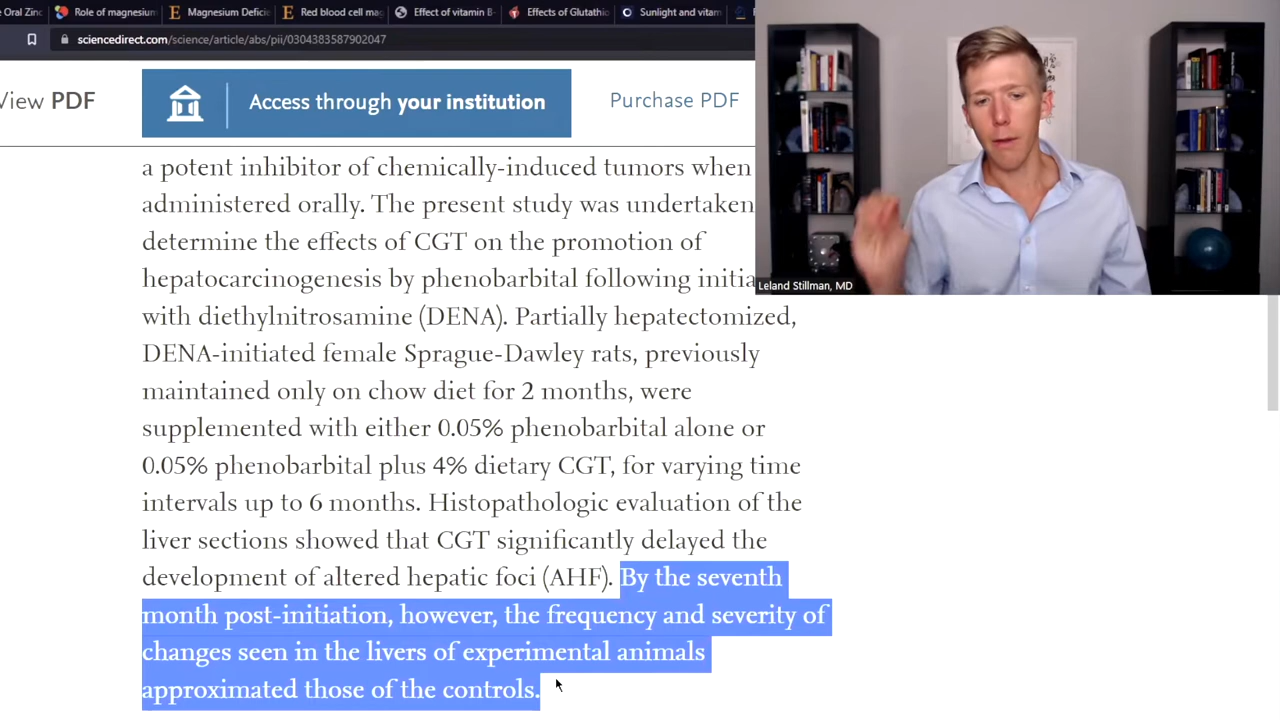 e Oral Zinc
Role of magnesium
Magnesium Defici
Red blood cell mag
Effect of vitamin B-
Effects of Glutathio
Sunlight and vitam
sciencedirect.com/science/article/abs/pii/0304383587902047
View PDF
Access through your institution
Purchase PDF
a potent inhibitor of chemically-induced tumors when
administered orally. The present study was undertaken
determine the effects of CGT on the promotion of
hepatocarcinogenesis by phenobarbital following initia
with diethylnitrosamine (DENA). Partially hepatectomized,
DENA-initiated female Sprague-Dawley rats, previously
maintained only on chow diet for 2 months, were
supplemented with either 0.05% phenobarbital alone or
0.05% phenobarbital plus 4% dietary CGT, for varying time
intervals up to 6 months. Histopathologic evaluation of the
liver sections showed that CGT significantly delayed the
development of altered hepatic foci (AHF). By the seventh
month post-initiation, however, the frequency and severity of
changes seen in the livers of experimental animals
approximated those of the controls.
Leland Stillman, MD